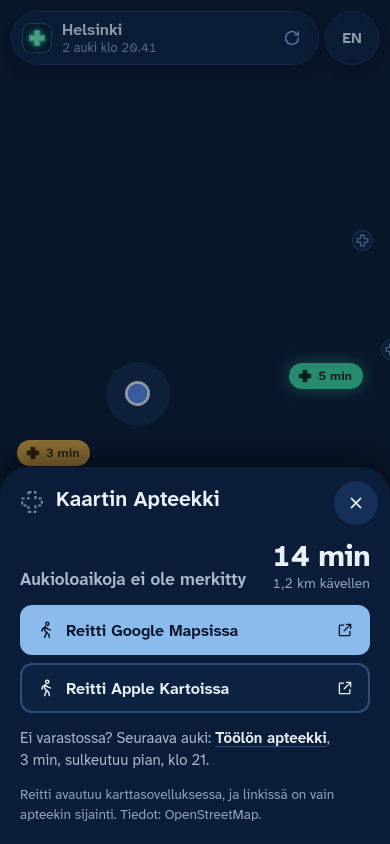 Helsinki
2 auki klo 20.41
EN
5 min
3 min
Kaartin Apteekki
14 min
Aukioloaikoja ei ole merkitty
1,2 km kävellen
Reitti Google Mapsissa
Reitti Apple Kartoissa
Ei varastossa? Seuraava auki: Töölön apteekki,
3 min, sulkeutuu pian, klo 21.
Reitti avautuu karttasovelluksessa, ja linkissä on vain
apteekin sijainti. Tiedot: OpenStreetMap.